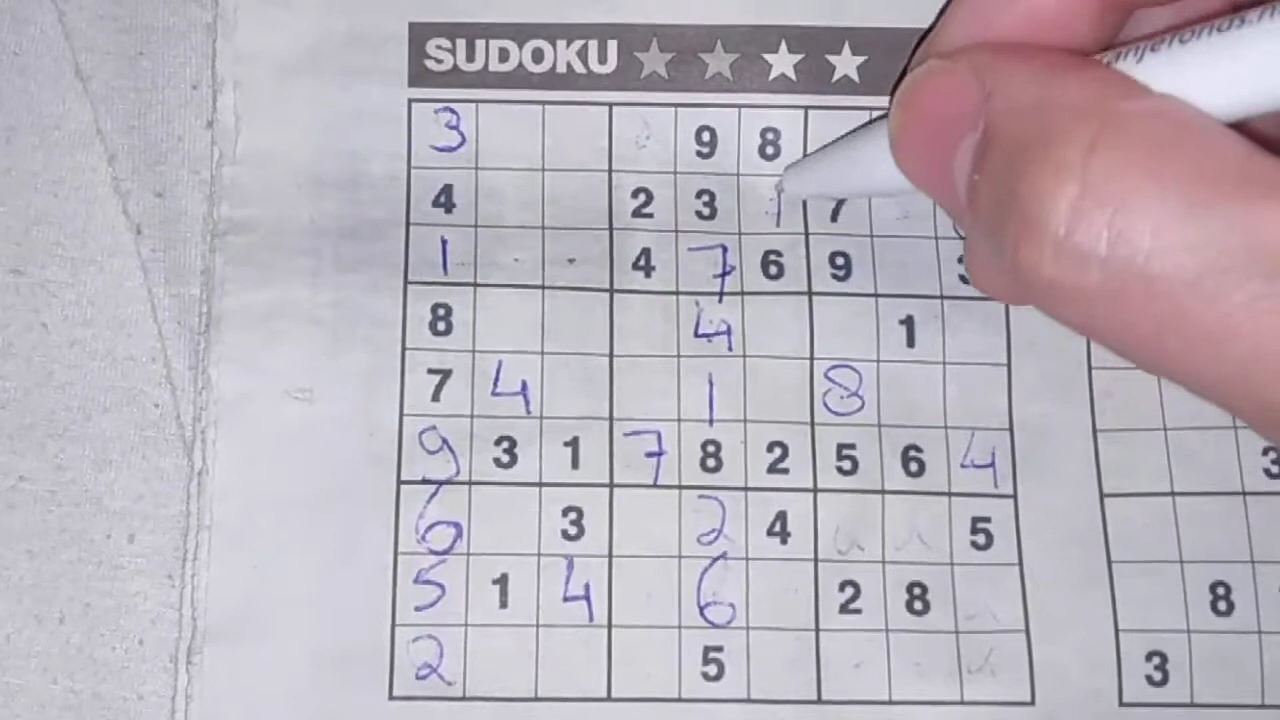 SUDOKU
3 9 8
4 2 3 1 7
1 4 7 6 9
8 4 1
7 4 1 8
9 3 1 7 8 2 5 6 4
6 3 2 4 5 3
5 1 4 6 2 8 8
2 5 3